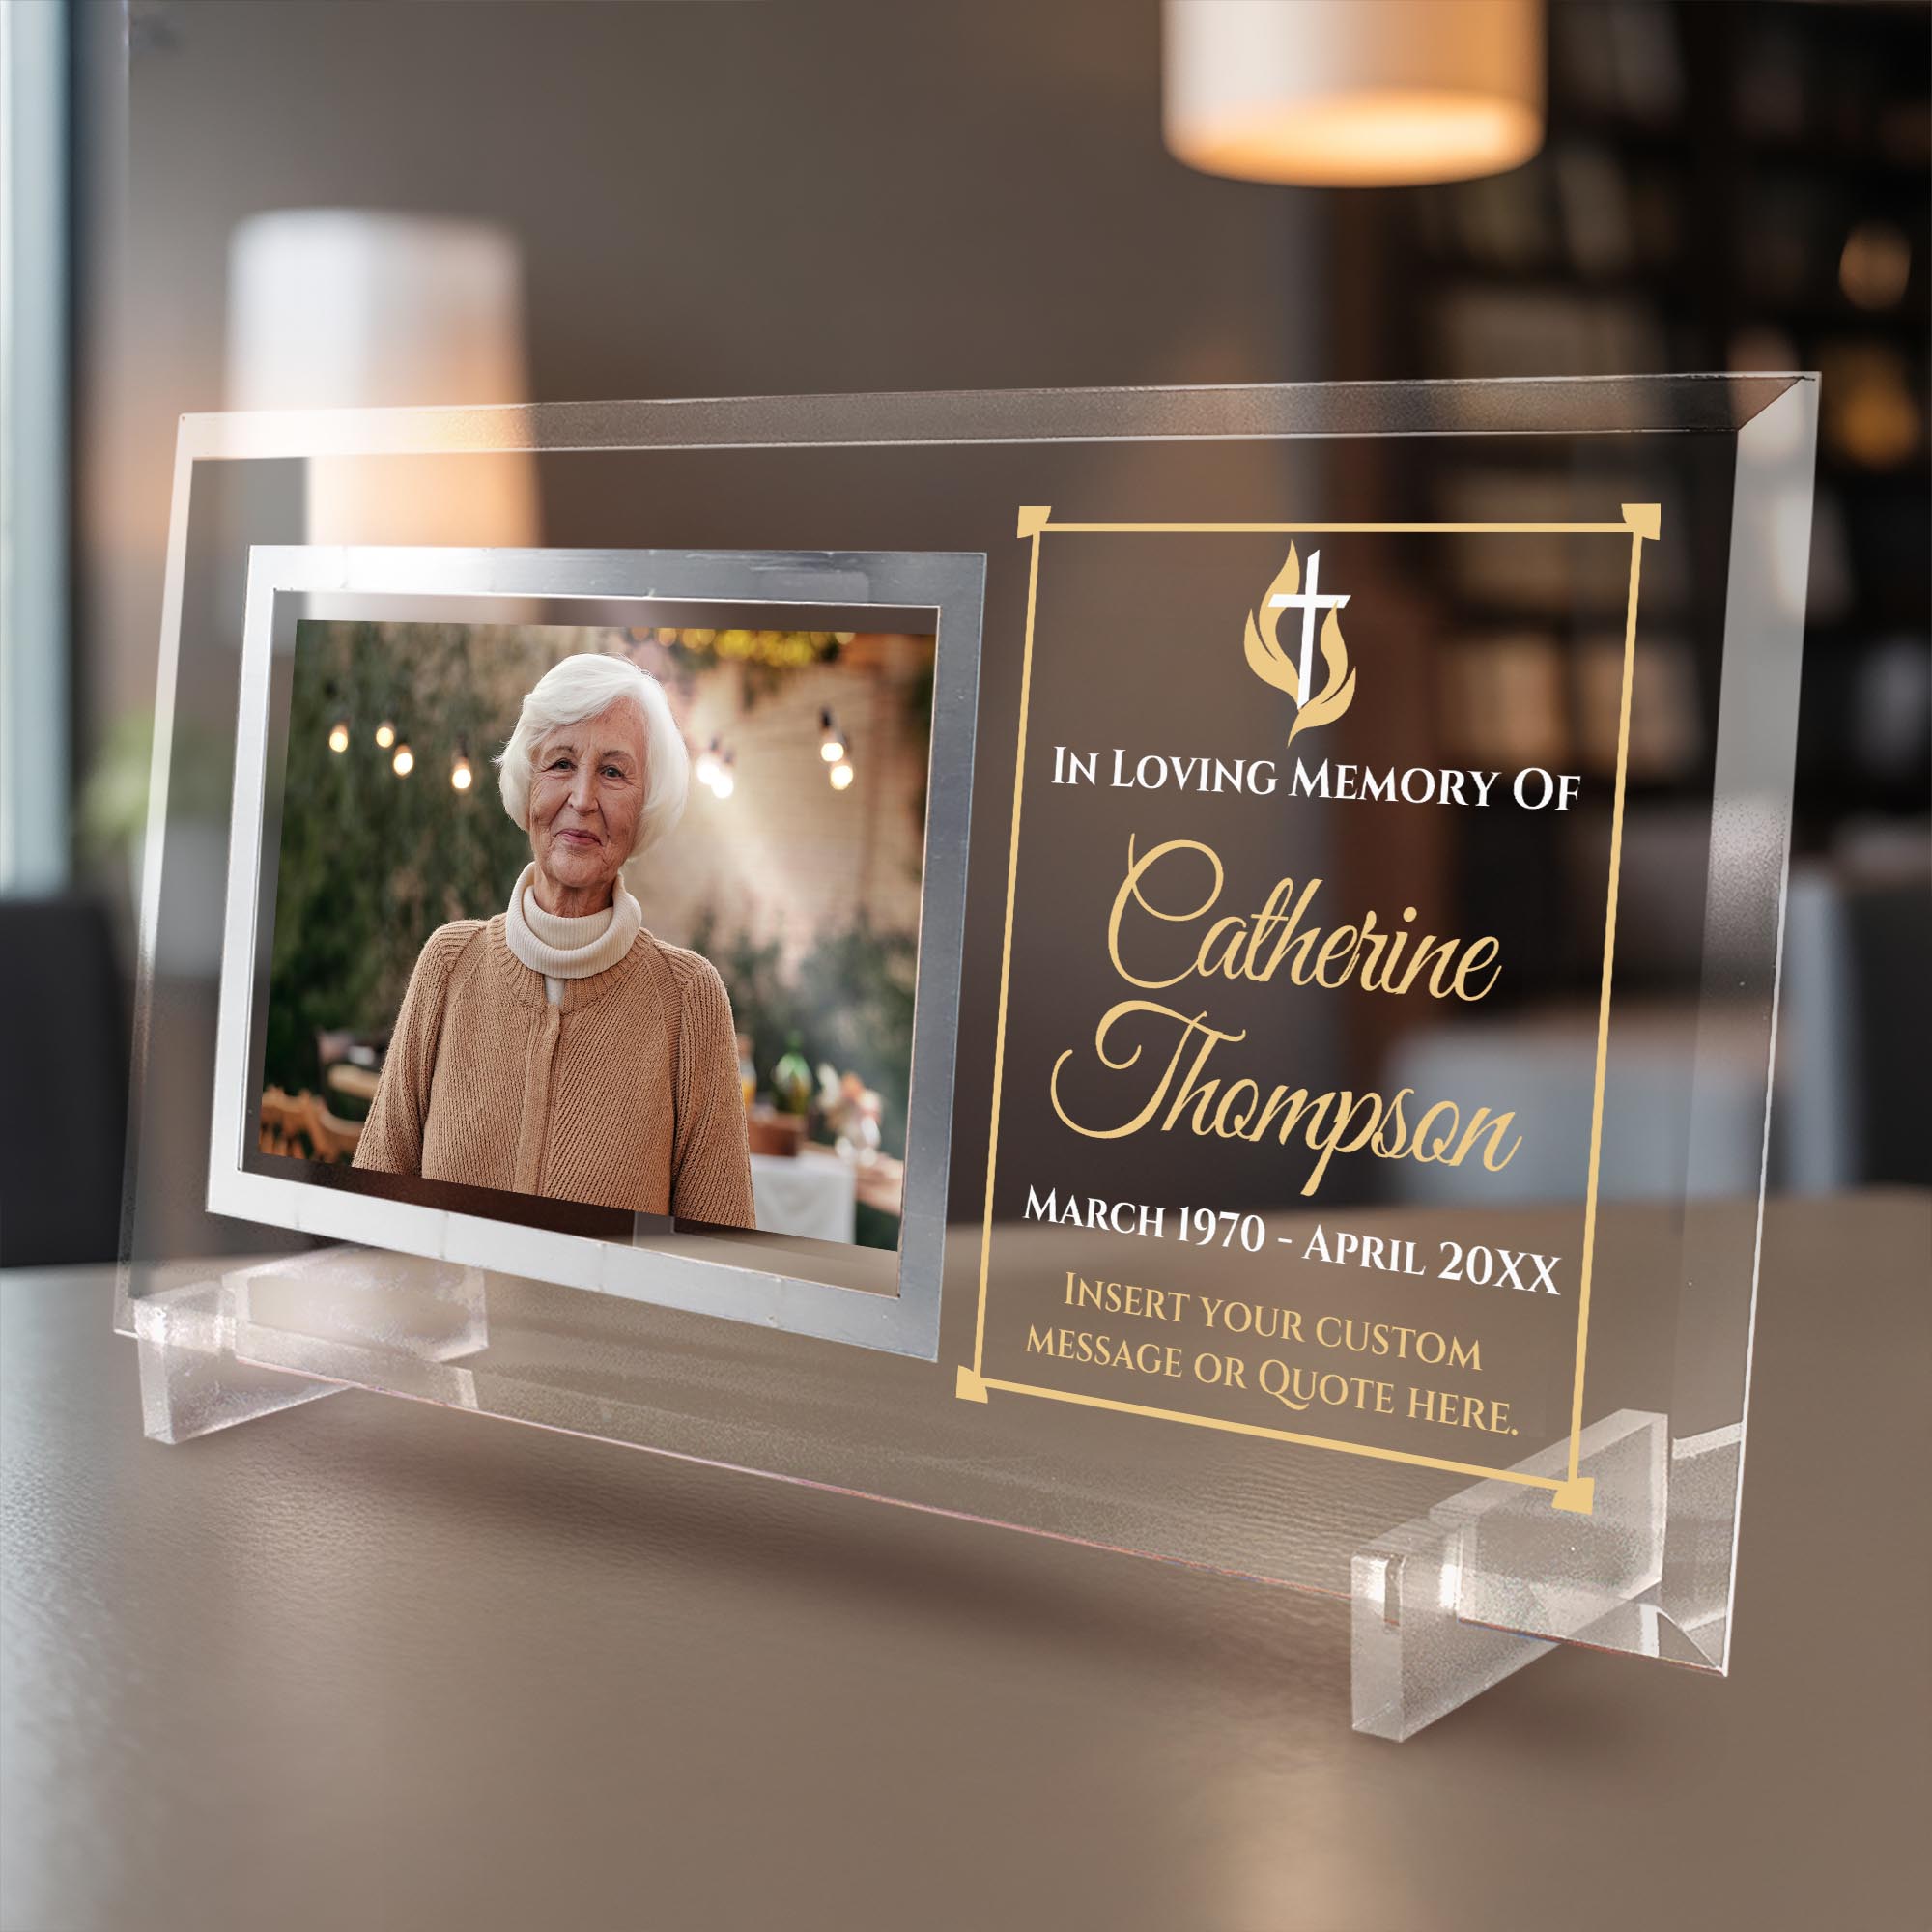 In Loving Memory Of
Catherine
Thompson
March 1970 - April 20XX
Insert your custom
message or Quote here.